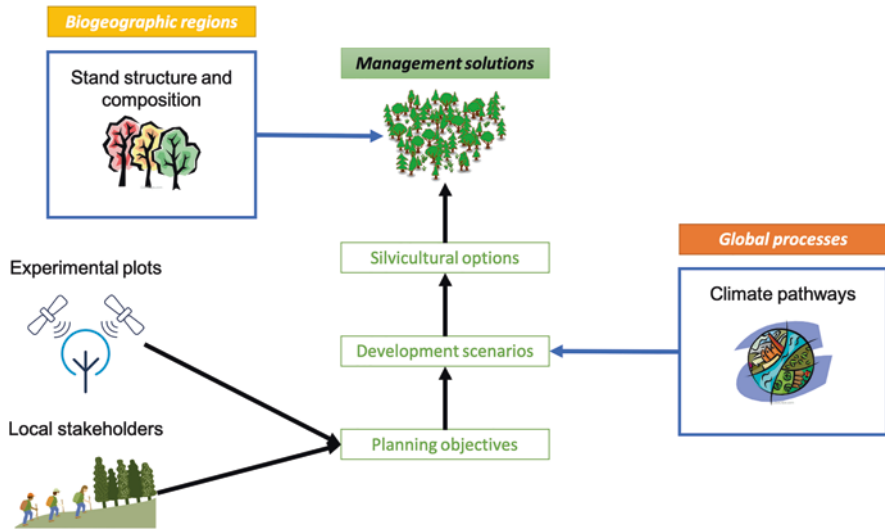 Biogeographic regions
Stand structure and
composition
Management solutions
Global processes
Silvicultural options
Experimental plots
Climate pathways
Development scenarios
Local stakeholders
Planning objectives